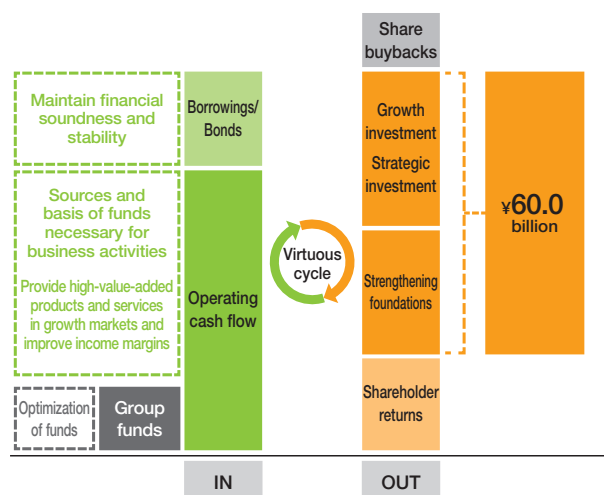 Share
buybacks
Maintain financial
soundness and
stability
Borrowings/
Bonds
Growth
investment
Strategic
investment
Sources and
basis of funds
necessary for
business activities
Provide high-value-added
products and services
in growth markets and
improve income margins
Operating
cash flow
Virtuous
cycle
Strengthening
foundations
¥60.0
billion
Optimization
of funds
Group
funds
Shareholder
returns
IN
OUT